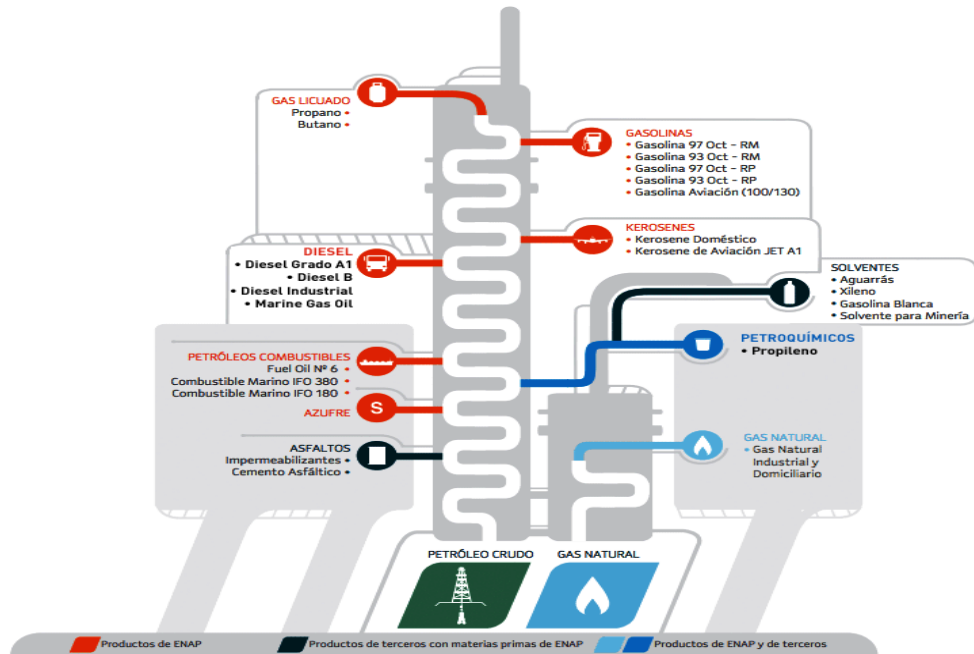 GAS LICUADO
Propano •
Butano •
GASOLINAS
• Gasolina 97 Oct - RM
• Gasolina 93 Oct - RM
• Gasolina 97 Oct - RP
• Gasolina 93 Oct - RP
• Gasolina Aviación (100/130)
KEROSENES
• Kerosene Doméstico
• Kerosene de Aviación JET A1
DIESEL
• Diesel Grado A1
• Diesel B
• Diesel Industrial
• Marine Gas Oil
SOLVENTES
• Aguarrás
• Xileno
• Gasolina Blanca
• Solvente para Minería
PETROQUÍMICOS
• Propileno
PETRÓLEOS COMBUSTIBLES
Fuel Oil Nº 6 •
Combustible Marino IFO 380 •
Combustible Marino IFO 180 •
AZUFRE
S
ASFALTOS
Impermeabilizantes •
Cemento Asfáltico •
GAS NATURAL
• Gas Natural
Industrial y
Domiciliario
PETRÓLEO CRUDO
GAS NATURAL
Productos de ENAP
Productos de terceros con materias primas de ENAP
Productos de ENAP y de terceros